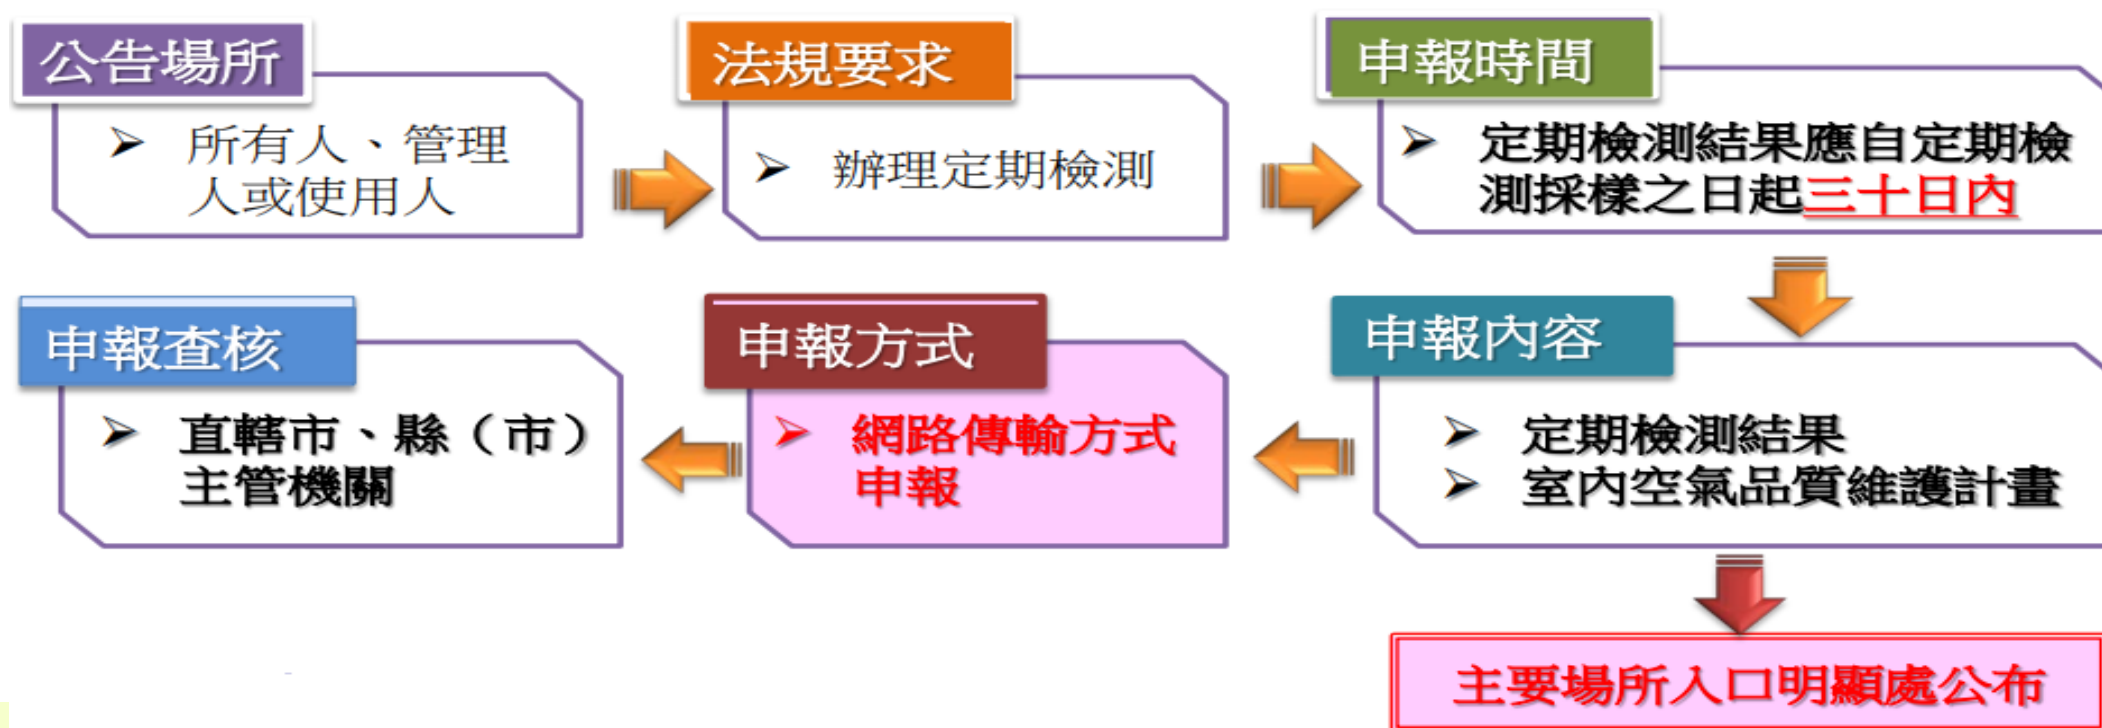 公告場所
所有人、管理
人或使用人
法規要求
辦理定期檢測
申報時間
定期檢測結果應自定期檢
測採樣之日起三十日內
申報內容
定期檢測結果
室內空氣品質維護計畫
主要場所入口明顯處公布
申報方式
網路傳輸方式
申報
申報查核
直轄市、縣（市）
主管機關